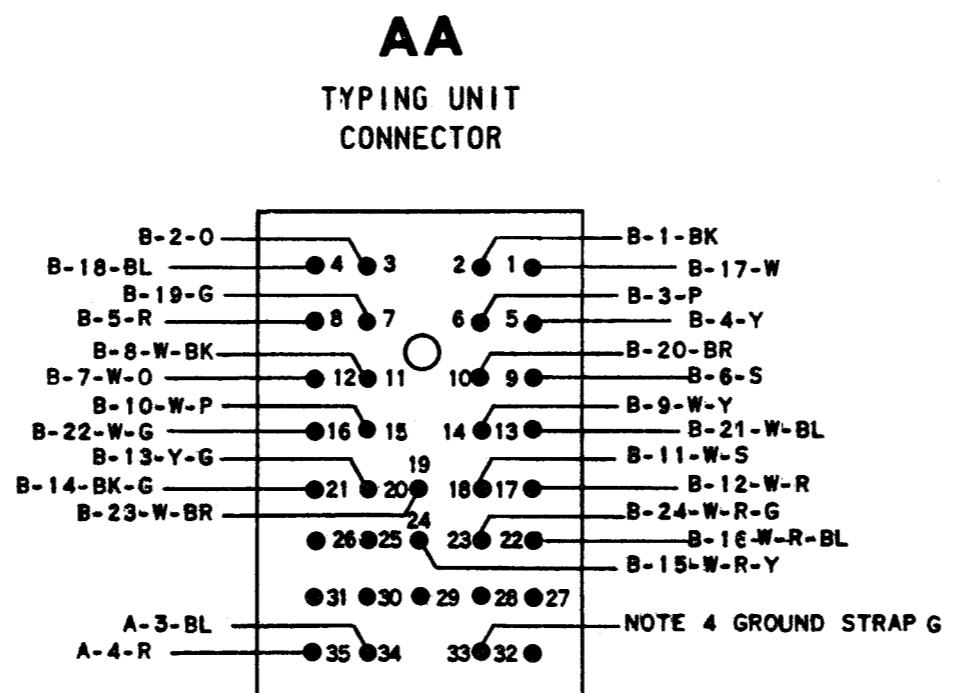 AA
TYPING UNIT
CONNECTOR
B-2-O B-1-BK
B-18-BL 4 3 2 1 B-17-W
B-19-G B-3-P
B-5-R 8 7 6 5 B-4-Y
B-8-W-BK B-20-BR
B-7-W-O 12 11 10 9 B-6-S
B-10-W-P B-9-W-Y
B-22-W-G 16 15 14 13 B-21-W-BL
B-13-Y-G 19 B-11-W-S
B-14-BK-G 21 20 18 17 B-12-W-R
B-23-W-BR 24 B-24-W-R-G
26 25 23 22 B-16-W-R-BL
B-15-W-R-Y
31 30 29 28 27
A-3-BL NOTE 4 GROUND STRAP G
A-4-R 35 34 33 32